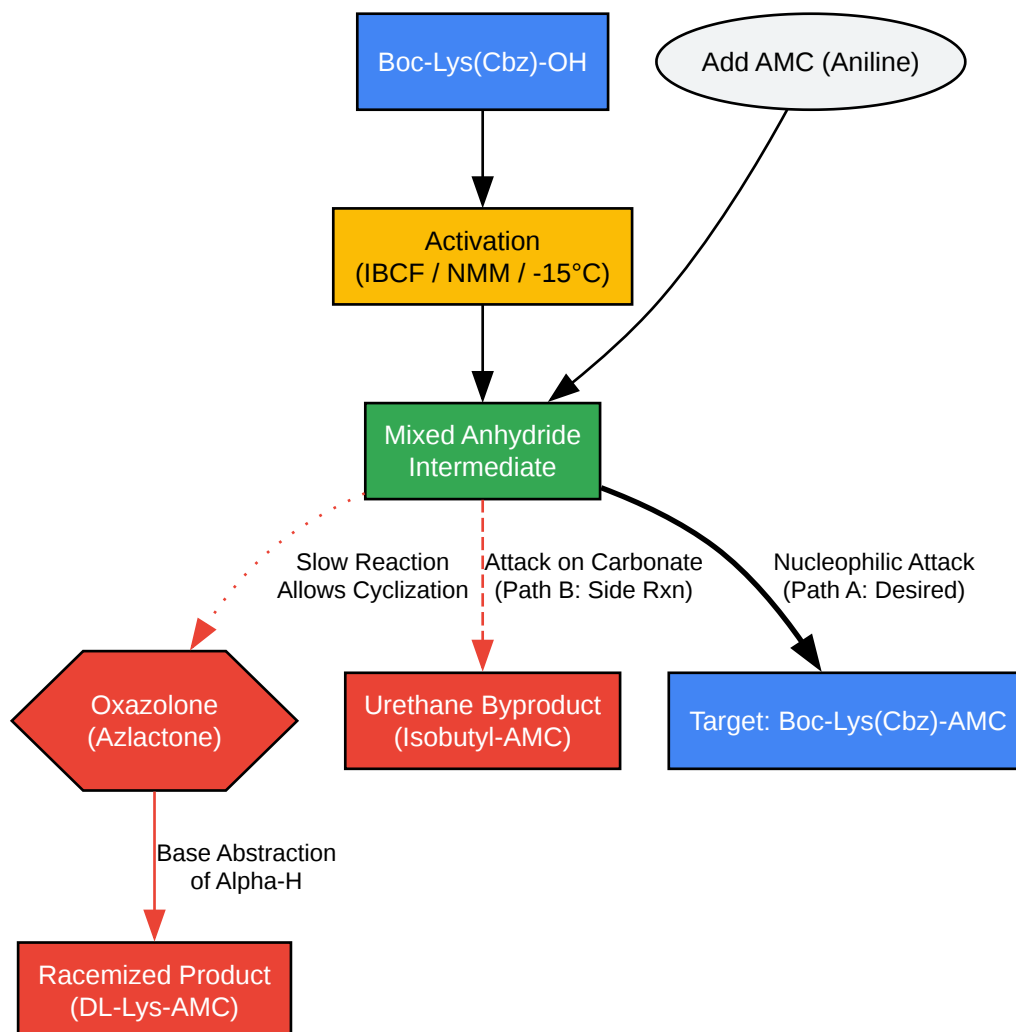 Boc-Lys(Cbz)-OH
Add AMC (Aniline)
Activation
(IBCF / NMM / -15°C)
Mixed Anhydride
Intermediate
Slow Reaction
Allows Cyclization
Attack on Carbonate
(Path B: Side Rxn)
Nucleophilic Attack
(Path A: Desired)
Oxazolone
(Azlactone)
Urethane Byproduct
(Isobutyl-AMC)
Target: Boc-Lys(Cbz)-AMC
Base Abstraction
of Alpha-H
Racemized Product
(DL-Lys-AMC)